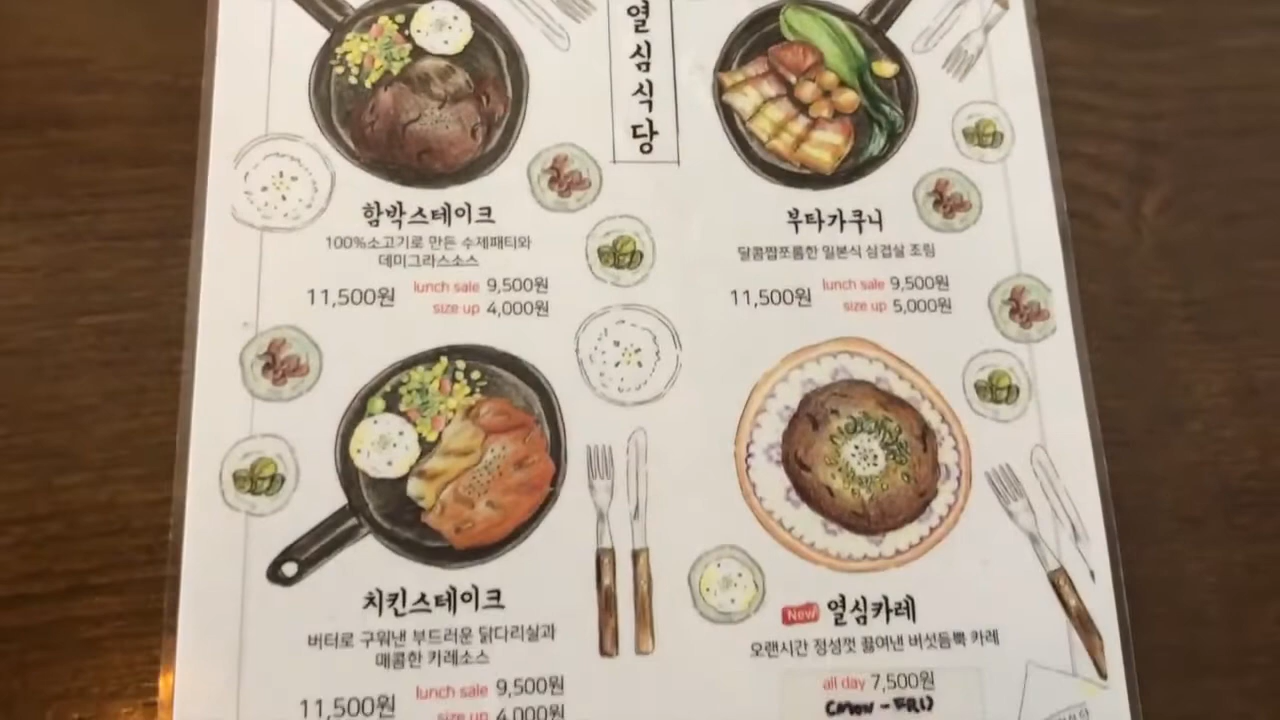 열심식당
함박스테이크
100%소고기로 만든 수제패티와
데미그라스소스
11,500원
lunch sale 9,500원
size up 4,000원
부타가쿠니
달콤짭쪼롬한 일본식 삼겹살 조림
11,500원
lunch sale 9,500원
size up 5,000원
치킨스테이크
버터로 구워낸 부드러운 닭다리살과
매콤한 카레소스
11,500원
lunch sale 9,500원
size up 4,000원
New 열심카레
오랜시간 정성껏 끓여낸 버섯듬뿍 카레
all day 7,500원
(MON - FRI)